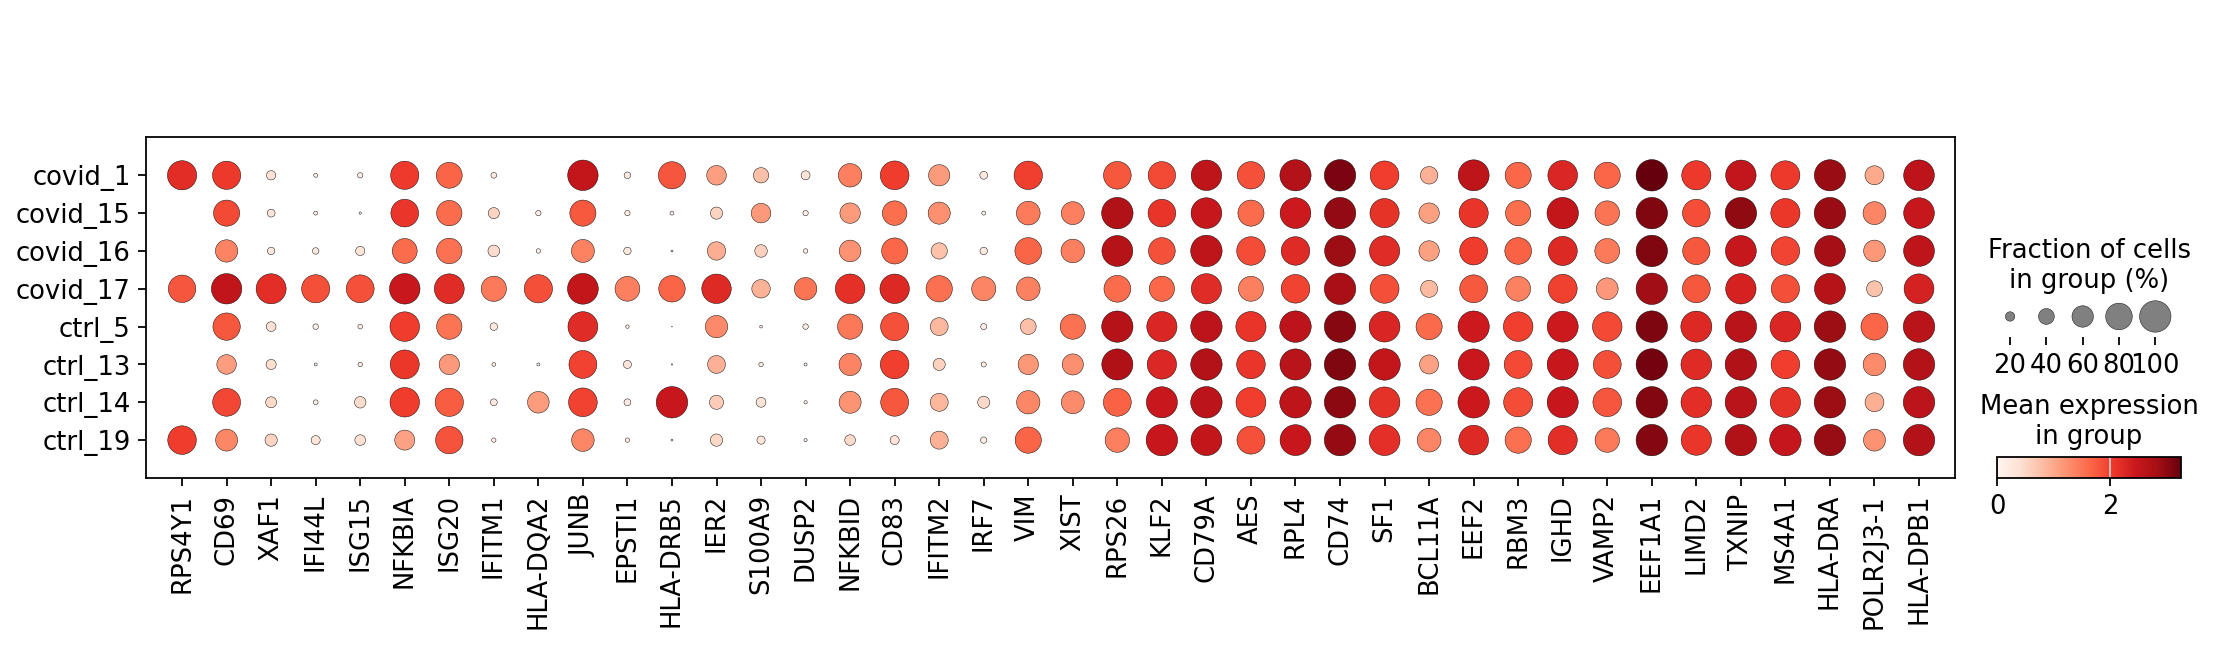 covid_1
covid_15
covid_16
covid_17
ctrl_5
ctrl_13
ctrl_14
ctrl_19
RPS4Y1
CD69
XAF1
IFI44L
ISG15
NFKBIA
ISG20
IFITM1
HLA-DQA2
JUNB
EPSTI1
HLA-DRB5
IER2
S100A9
DUSP2
NFKBID
CD83
IFITM2
IRF7
VIM
XIST
RPS26
KLF2
CD79A
AES
RPL4
CD74
SF1
BCL11A
EEF2
RBM3
IGHD
VAMP2
EEF1A1
LIMD2
TXNIP
MS4A1
HLA-DRA
POLR2J3-1
HLA-DPB1
Fraction of cells
in group (%)
20 40 60 80 100
Mean expression
in group
0 2